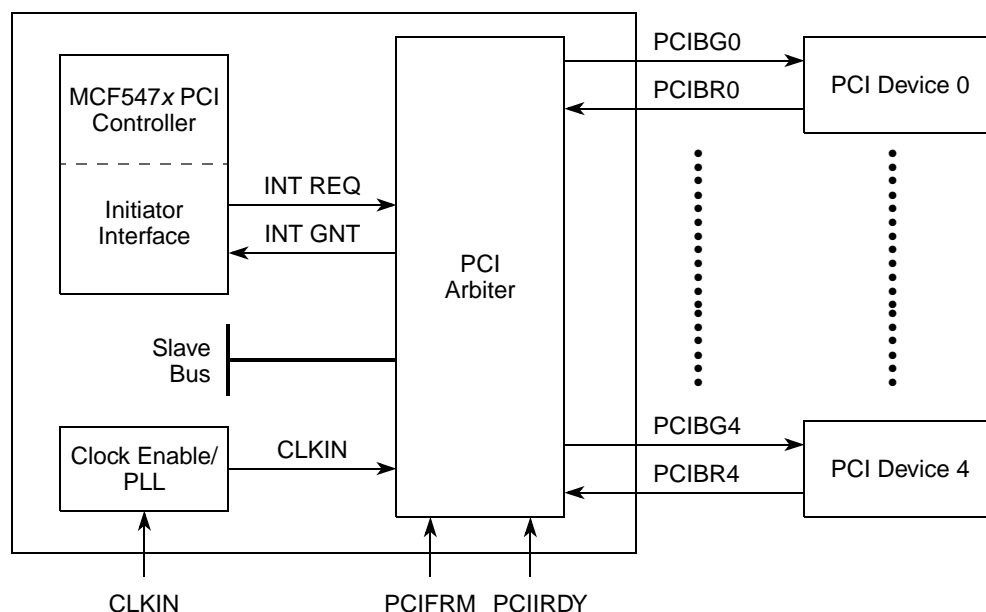 MCF547x PCI
Controller
Initiator
Interface
INT REQ
INT GNT
PCI
Arbiter
Slave
Bus
Clock Enable/
PLL
CLKIN
CLKIN
PCIFRM
PCIIRDY
PCIBG0
PCIBR0
PCI Device 0
PCIBG4
PCIBR4
PCI Device 4